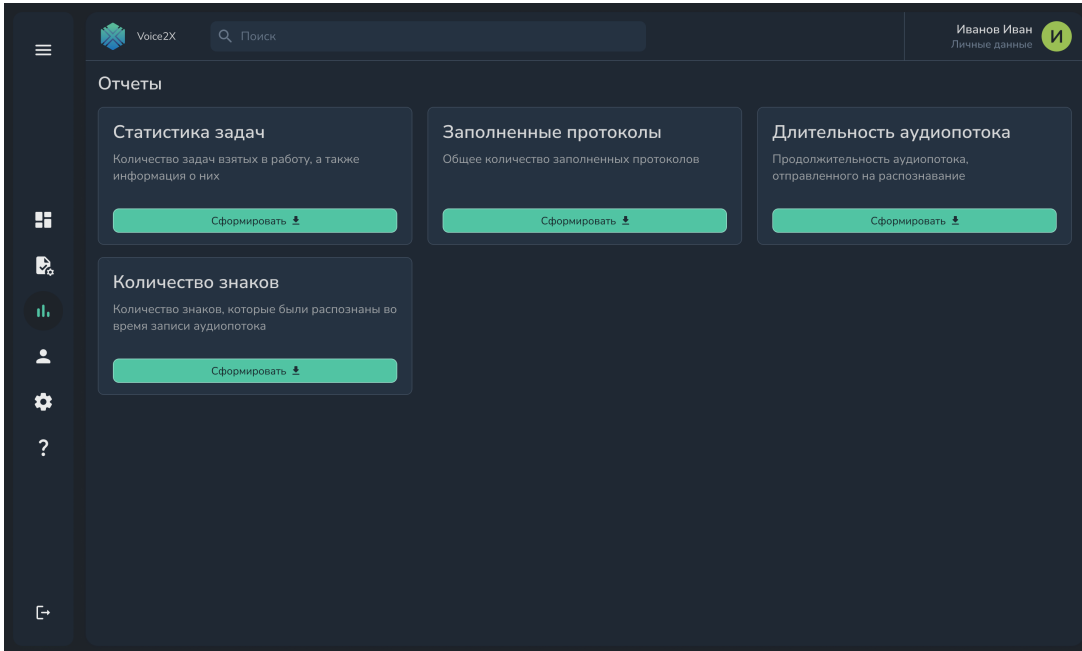 Voice2X
Поиск
Иванов Иван
Личные данные
И
Отчеты
Статистика задач
Количество задач взятых в работу, а также
информация о них
Сформировать
Заполненные протоколы
Общее количество заполненных протоколов
Сформировать
Длительность аудиопотока
Продолжительность аудиопотока,
отправленного на распознавание
Сформировать
Количество знаков
Количество знаков, которые были распознаны во
время записи аудиопотока
Сформировать